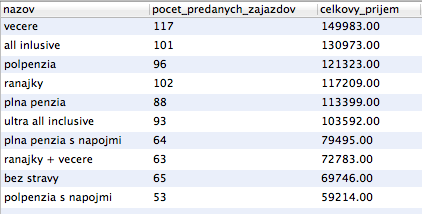 nazov pocet_predanych_zajazdov celkovy_prijem
vecere 117 149983.00
all inlusive 101 130973.00
polpenzia 96 121323.00
ranajky 102 117209.00
plna penzia 88 113399.00
ultra all inclusive 93 103592.00
plna penzia s napojmi 64 79495.00
ranajky + vecere 63 72783.00
bez stravy 65 69746.00
polpenzia s napojmi 53 59214.00